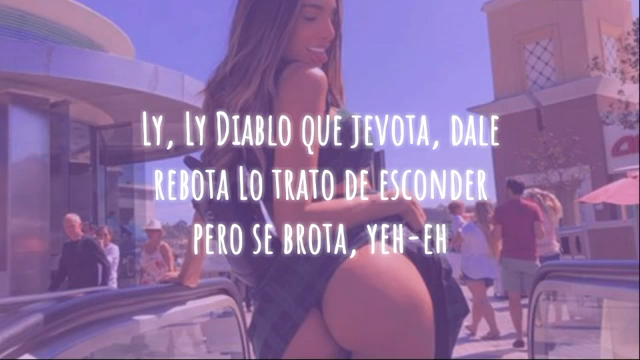 Ly, Ly Diablo que jevota, dale
rebota Lo trato de esconder
pero se brota, yeh-eh